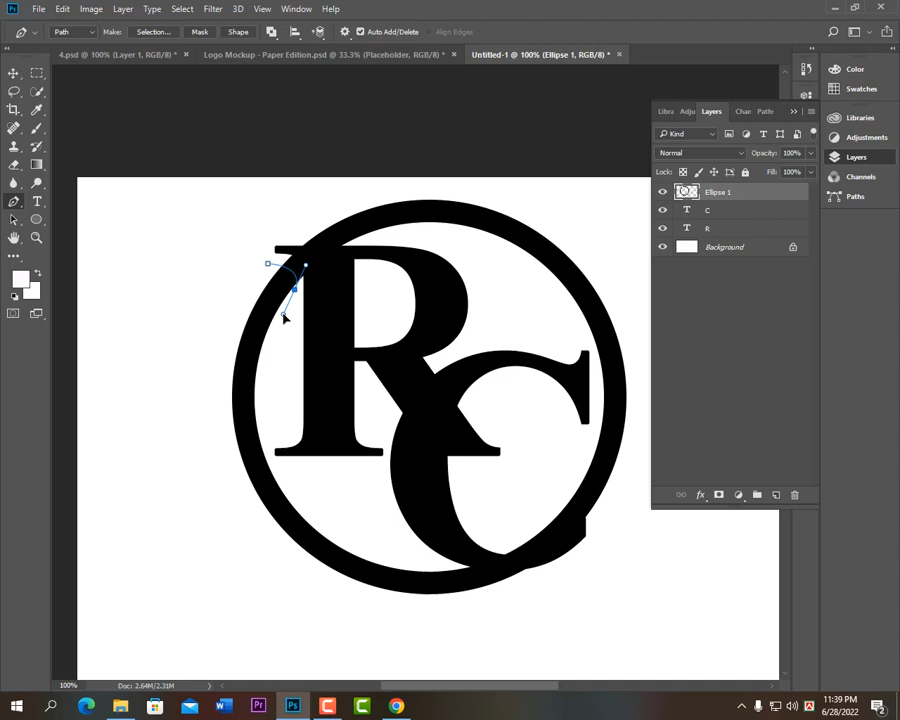 Ps File Edit Image Layer Type Select Filter 3D View Window Help
Path Make: Selection... Mask Shape Auto Add/Delete Align Edges
4.psd @ 100% (Layer 1, RGB/8) * × Logo Mockup - Paper Edition.psd @ 33.3% (Placeholder, RGB/8) * × Untitled-1 @ 100% (Ellipse 1, RGB/8) * ×
Color
Swatches
Libraries
Adjustments
Layers
Channels
Paths
Libra Adju Layers Chan Paths
Kind
Normal Opacity: 100%
Lock: Fill: 100%
Ellipse 1
T C
T R
Background
R
C
100% Doc: 2.64M/2.31M
W Pr Ps
11:39 PM
6/28/2022
2